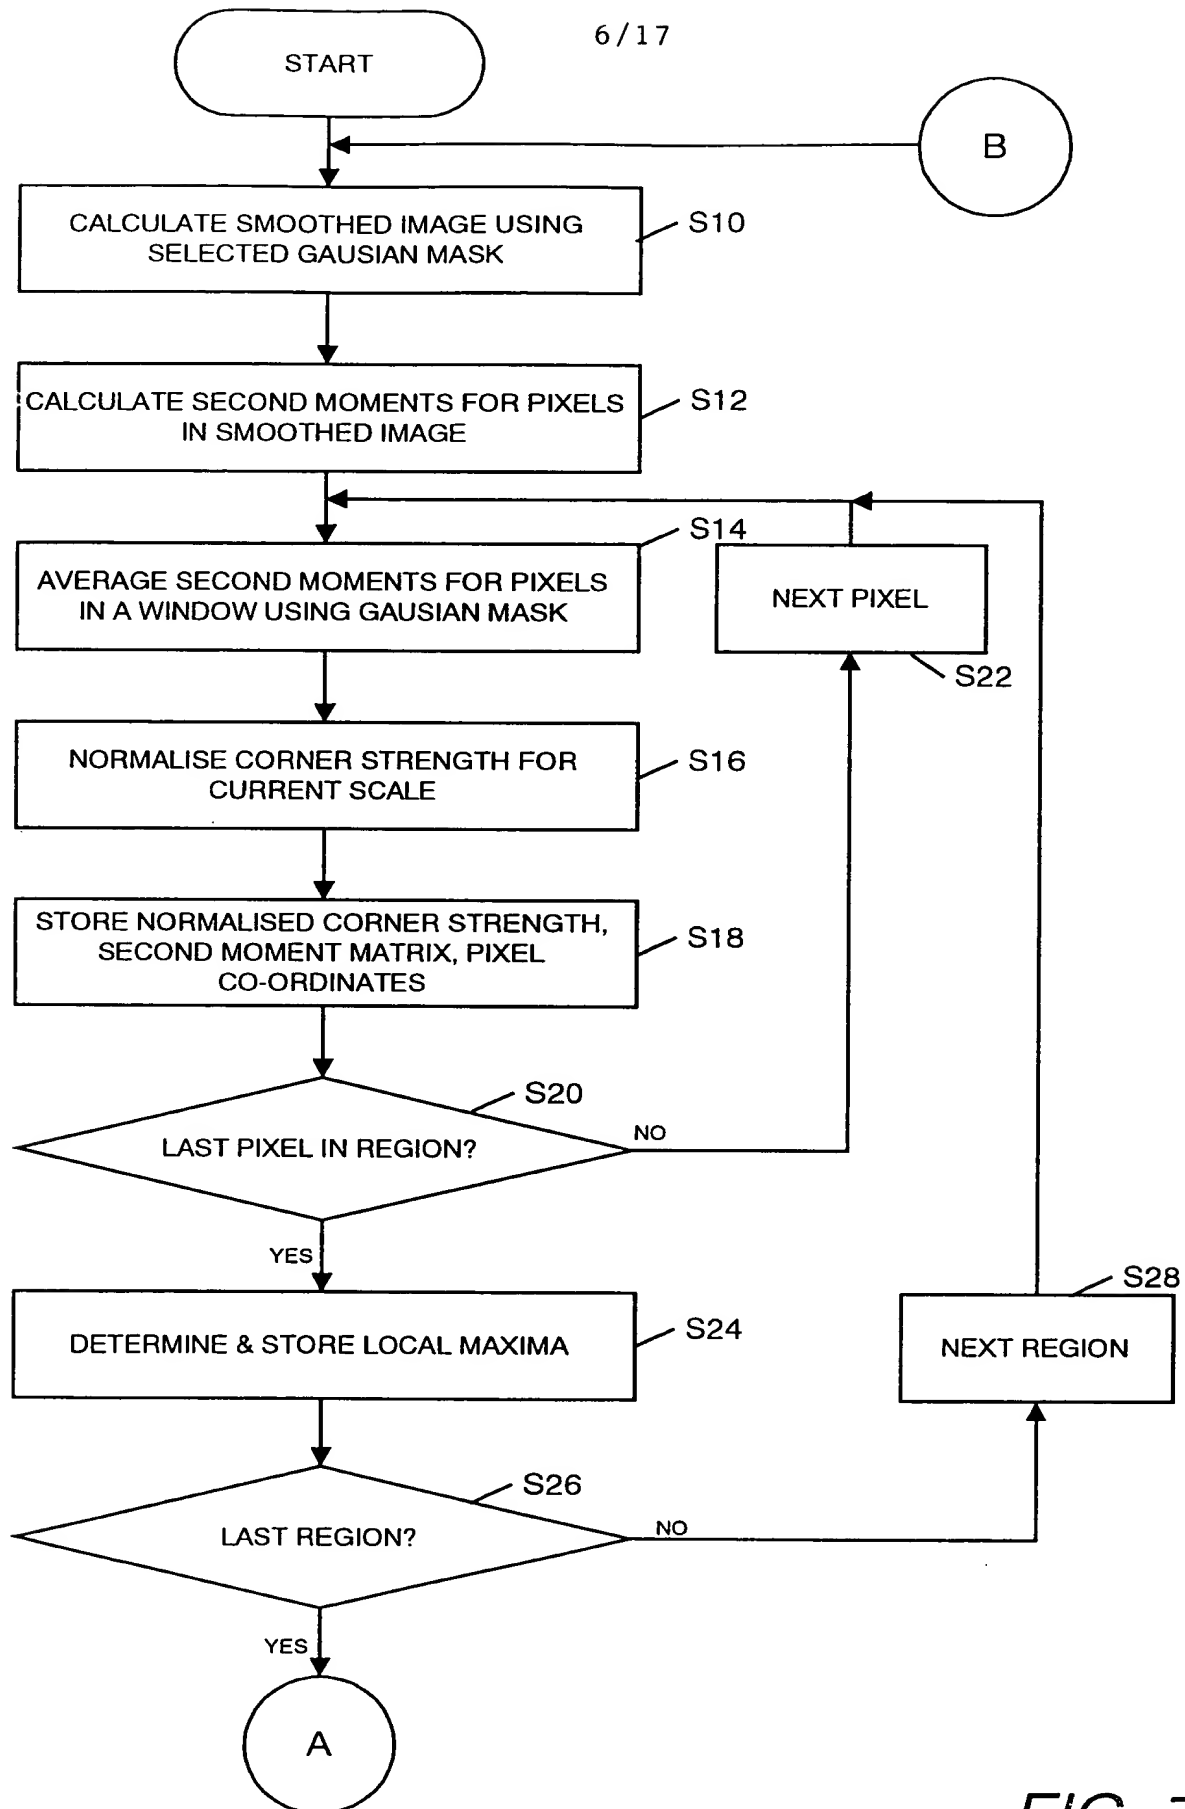 6/17
START
B
CALCULATE SMOOTHED IMAGE USING
SELECTED GAUSIAN MASK
S10
CALCULATE SECOND MOMENTS FOR PIXELS
IN SMOOTHED IMAGE
S12
S14
AVERAGE SECOND MOMENTS FOR PIXELS
IN A WINDOW USING GAUSIAN MASK
NEXT PIXEL
S22
NORMALISE CORNER STRENGTH FOR
CURRENT SCALE
S16
STORE NORMALISED CORNER STRENGTH,
SECOND MOMENT MATRIX, PIXEL
CO-ORDINATES
S18
S20
LAST PIXEL IN REGION?
NO
YES
S28
DETERMINE & STORE LOCAL MAXIMA
S24
NEXT REGION
S26
LAST REGION?
NO
YES
A
FIG.